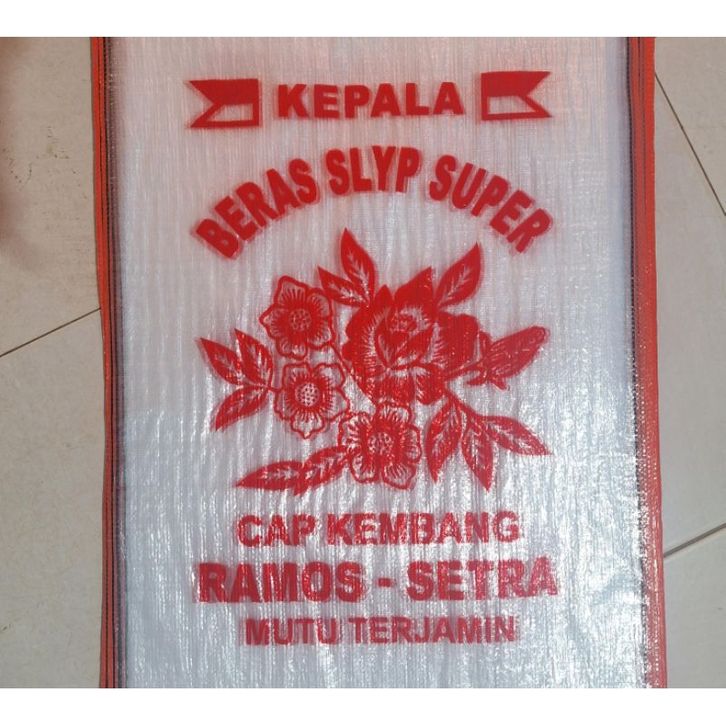 KEPALA
BERAS SLYP SUPER
CAP KEMBANG
RAMOS - SETRA
MUTU TERJAMIN